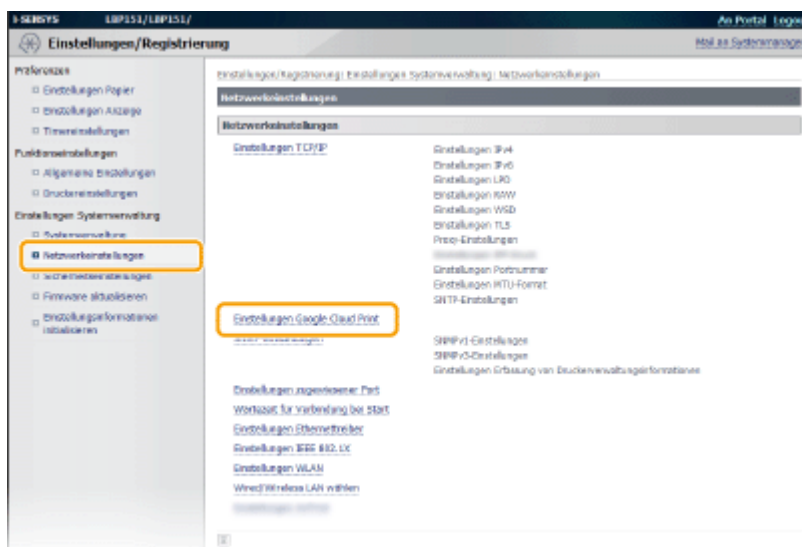 i-SENSYS LBP151/LBP151/ An Portal Logou
Einstellungen/Registrierung Mail an Systemmanage
Präferenzen
Einstellungen Papier
Einstellungen Anzeige
Timereinstellungen
Funktionseinstellungen
Allgemeine Einstellungen
Druckereinstellungen
Einstellungen Systemverwaltung
Systemverwaltung
Netzwerkeinstellungen
Sicherheitseinstellungen
Firmware aktualisieren
Einstellungsinformationen
initialisieren
Einstellungen/Registrierung: Einstellungen Systemverwaltung: Netzwerkeinstellungen
Netzwerkeinstellungen
Netzwerkeinstellungen
Einstellungen TCP/IP
Einstellungen IPv4
Einstellungen IPv6
Einstellungen LPD
Einstellungen RAW
Einstellungen WSD
Einstellungen TLS
Proxy-Einstellungen
Einstellungen Portnummer
Einstellungen MTU-Format
SNTP-Einstellungen
Einstellungen Google Cloud Print
SNMPv1-Einstellungen
SNMPv3-Einstellungen
Einstellungen Erfassung von Druckerverwaltungsinformationen
Einstellungen zugewiesener Port
Wartezeit für Verbindung bei Start
Einstellungen Ethernettreiber
Einstellungen IEEE 802.1X
Einstellungen WLAN
Wired/Wireless LAN wählen